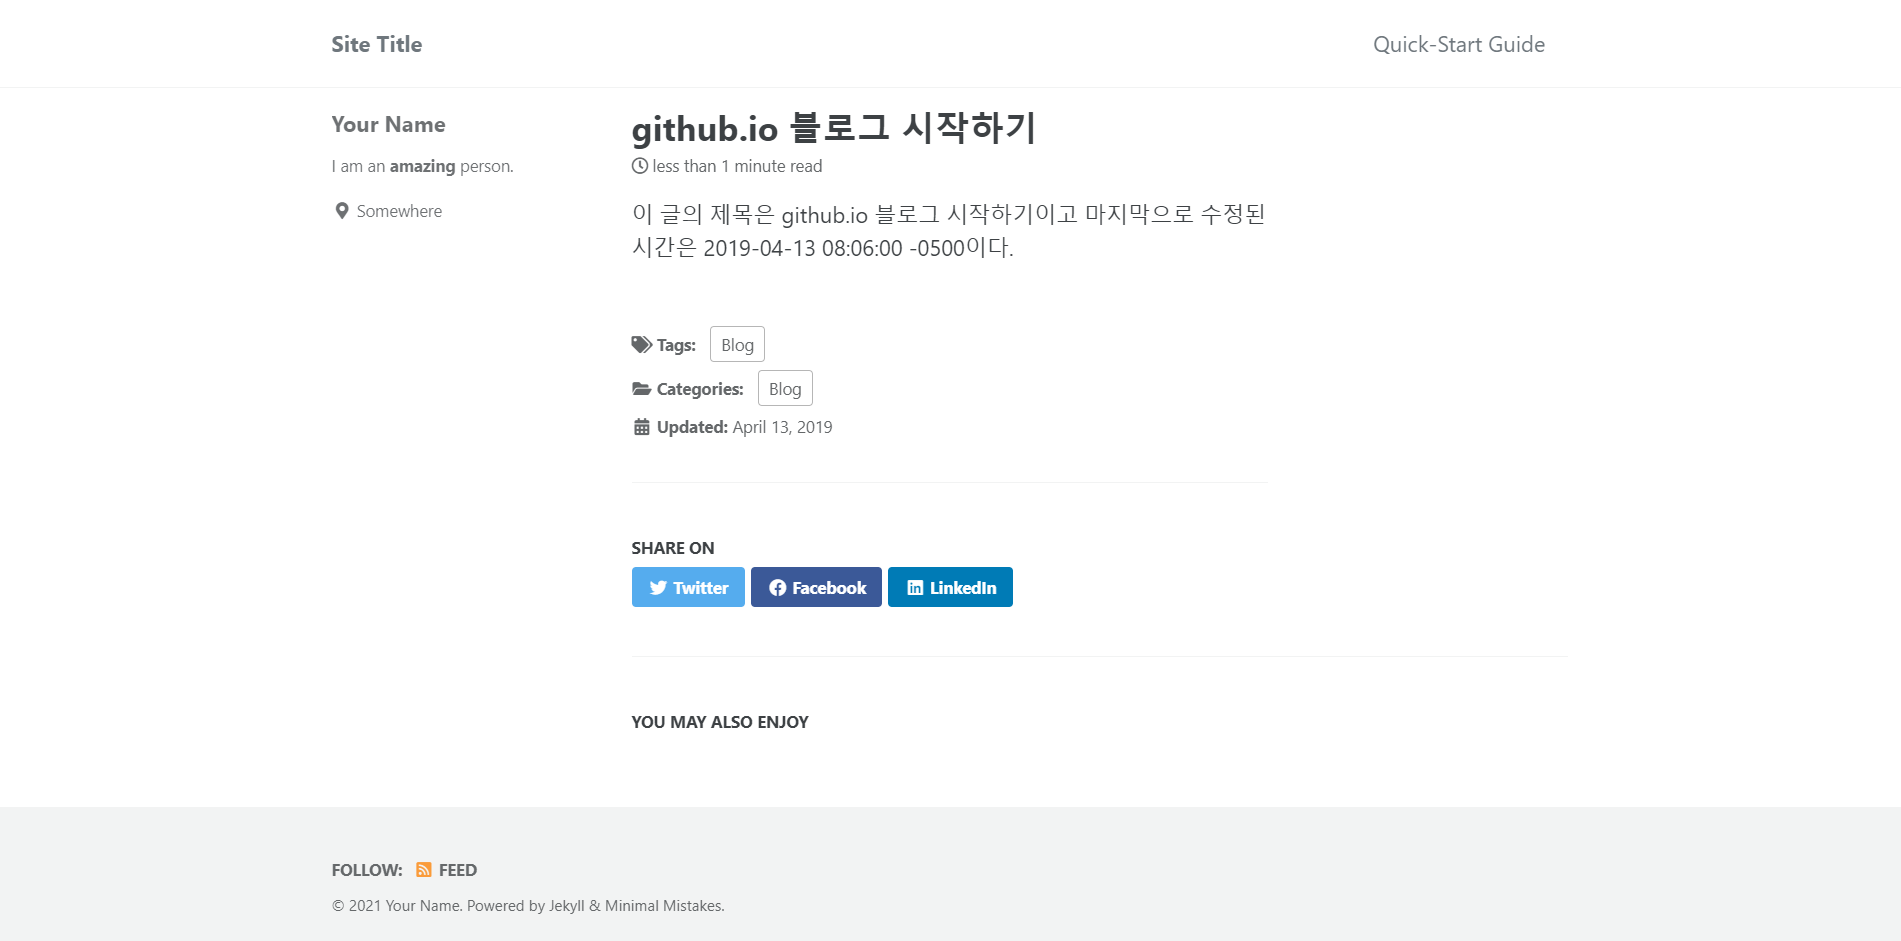 Site Title
Quick-Start Guide
Your Name
I am an amazing person.
Somewhere
github.io 블로그 시작하기
less than 1 minute read
이 글의 제목은 github.io 블로그 시작하기이고 마지막으로 수정된
시간은 2019-04-13 08:06:00 -0500이다.
Tags: Blog
Categories: Blog
Updated: April 13, 2019
SHARE ON
Twitter Facebook LinkedIn
YOU MAY ALSO ENJOY
FOLLOW: FEED
© 2021 Your Name. Powered by Jekyll & Minimal Mistakes.